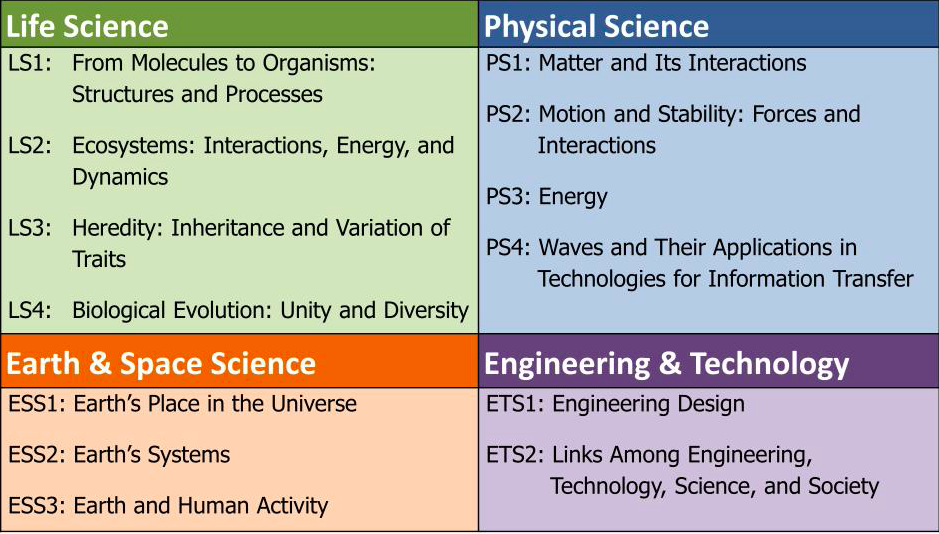 Life Science
LS1: From Molecules to Organisms:
Structures and Processes
LS2: Ecosystems: Interactions, Energy, and
Dynamics
LS3: Heredity: Inheritance and Variation of
Traits
LS4: Biological Evolution: Unity and Diversity
Physical Science
PS1: Matter and Its Interactions
PS2: Motion and Stability: Forces and
Interactions
PS3: Energy
PS4: Waves and Their Applications in
Technologies for Information Transfer
Earth & Space Science
ESS1: Earth’s Place in the Universe
ESS2: Earth’s Systems
ESS3: Earth and Human Activity
Engineering & Technology
ETS1: Engineering Design
ETS2: Links Among Engineering,
Technology, Science, and Society